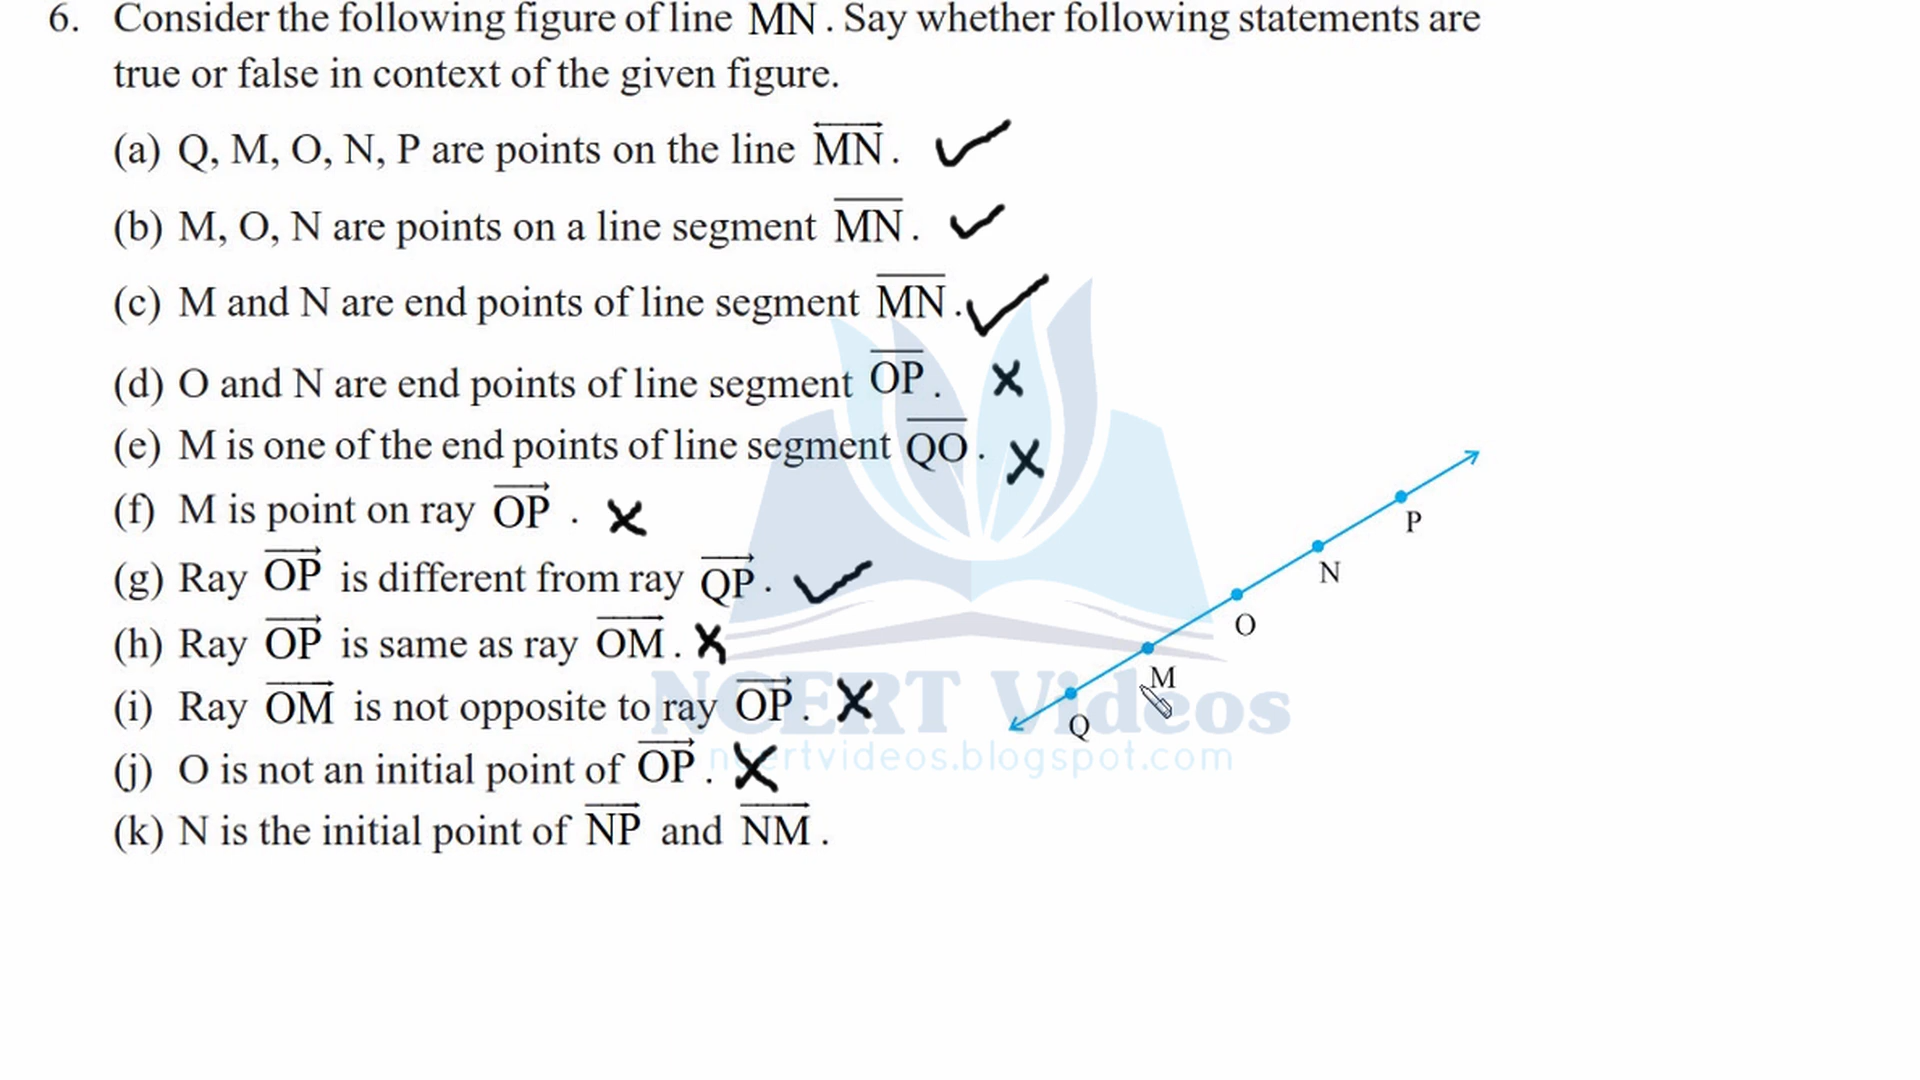 6. Consider the following figure of line MN. Say whether following statements are
true or false in context of the given figure.
(a) Q, M, O, N, P are points on the line MN. ✓
(b) M, O, N are points on a line segment MN. ✓
(c) M and N are end points of line segment MN. ✓
(d) O and N are end points of line segment OP. ✗
(e) M is one of the end points of line segment QO. ✗
(f) M is point on ray OP. ✗
(g) Ray OP is different from ray QP. ✓
(h) Ray OP is same as ray OM. ✗
(i) Ray OM is not opposite to ray OP. ✗
(j) O is not an initial point of OP. ✗
(k) N is the initial point of NP and NM.
P
N
O
M
Q
NCERT Videos
ncertvideos.blogspot.com